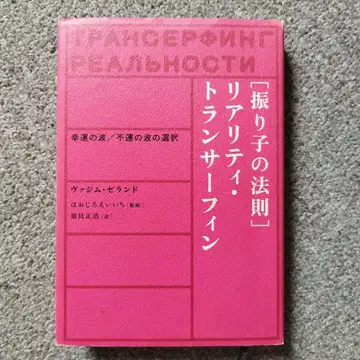 ТРАНСЕРФИНГ
РЕАЛЬНОСТИ
[振り子の法則]
リアリティ・
トランサーフィン
幸運の波／不運の波の選択
ヴァジム・ゼランド
ほおじろえいいち[監修]
須貝正浩[訳]